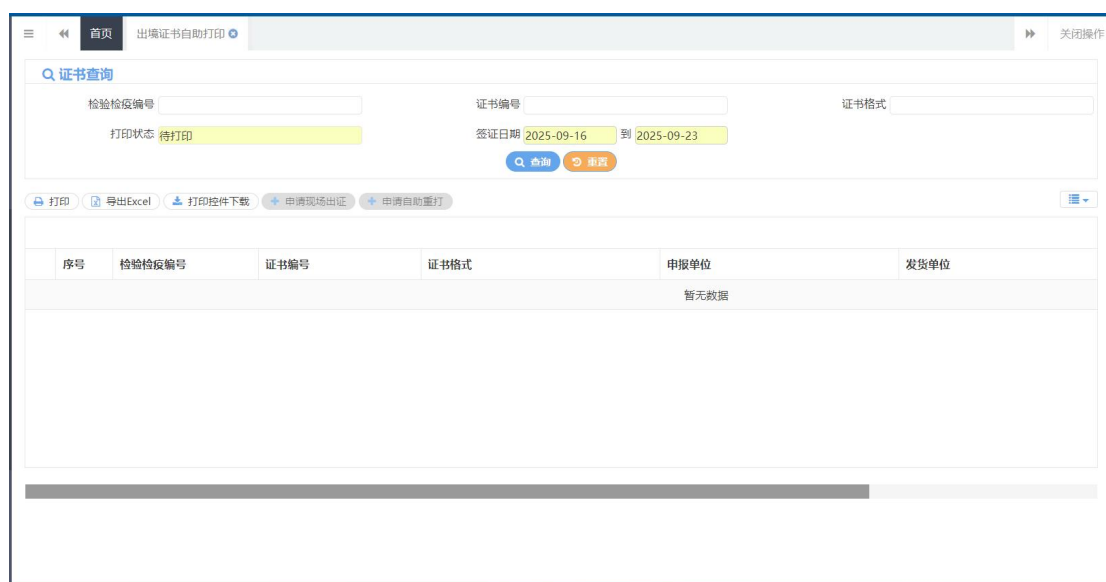 首页 出境证书自助打印 关闭操作
证书查询
检验检疫编号 证书编号 证书格式
打印状态 待打印 签证日期 2025-09-16 到 2025-09-23
查询 重置
打印 导出Excel 打印控件下载 申请现场出证 申请自助重打
序号 检验检疫编号 证书编号 证书格式 申报单位 发货单位
暂无数据